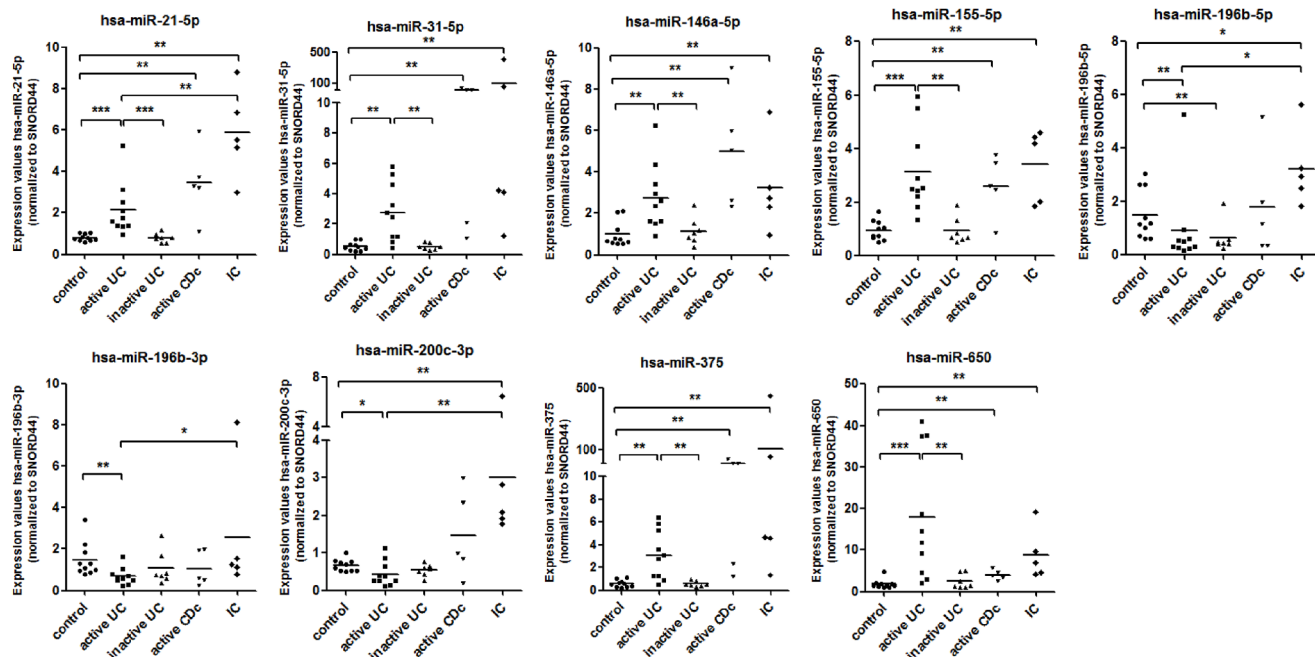 hsa-miR-21-5p
Expression values hsa-miR-21-5p
(normalized to SNORD44)
10
8
6
4
2
0
**
**
**
***
***
control
active UC
inactive UC
active CDc
IC
hsa-miR-31-5p
Expression values hsa-miR-31-5p
(normalized to SNORD44)
500
100
10
8
6
4
2
0
**
**
**
**
control
active UC
inactive UC
active CDc
IC
hsa-miR-146a-5p
Expression values hsa-miR-146a-5p
(normalized to SNORD44)
10
8
6
4
2
0
**
**
**
**
control
active UC
inactive UC
active CDc
IC
hsa-miR-155-5p
Expression values hsa-miR-155-5p
(normalized to SNORD44)
8
6
4
2
0
**
**
***
**
control
active UC
inactive UC
active CDc
IC
hsa-miR-196b-5p
Expression values hsa-miR-196b-5p
(normalized to SNORD44)
8
6
4
2
0
*
*
**
**
control
active UC
inactive UC
active CDc
IC
hsa-miR-196b-3p
Expression values hsa-miR-196b-3p
(normalized to SNORD44)
10
8
6
4
2
0
*
**
control
active UC
inactive UC
active CDc
IC
hsa-miR-200c-3p
Expression values hsa-miR-200c-3p
(normalized to SNORD44)
8
6
4
3
2
1
0
**
*
**
control
active UC
inactive UC
active CDc
IC
hsa-miR-375
Expression values hsa-miR-375
(normalized to SNORD44)
500
100
10
8
6
4
2
0
**
**
**
**
control
active UC
inactive UC
active CDc
IC
hsa-miR-650
Expression values hsa-miR-650
(normalized to SNORD44)
50
40
30
20
10
0
**
**
***
**
control
active UC
inactive UC
active CDc
IC